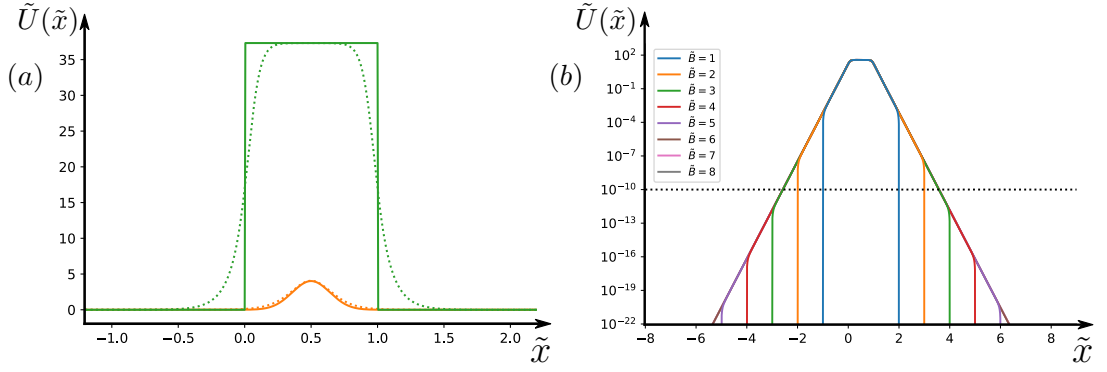 Ũ(x̃)
(a)
35
30
25
20
15
10
5
0
−1.0 −0.5 0.0 0.5 1.0 1.5 2.0
x̃
Ũ(x̃)
(b)
10²
10⁻¹
10⁻⁴
10⁻⁷
10⁻¹⁰
10⁻¹³
10⁻¹⁶
10⁻¹⁹
10⁻²²
B̃ = 1
B̃ = 2
B̃ = 3
B̃ = 4
B̃ = 5
B̃ = 6
B̃ = 7
B̃ = 8
−8 −6 −4 −2 0 2 4 6 8
x̃